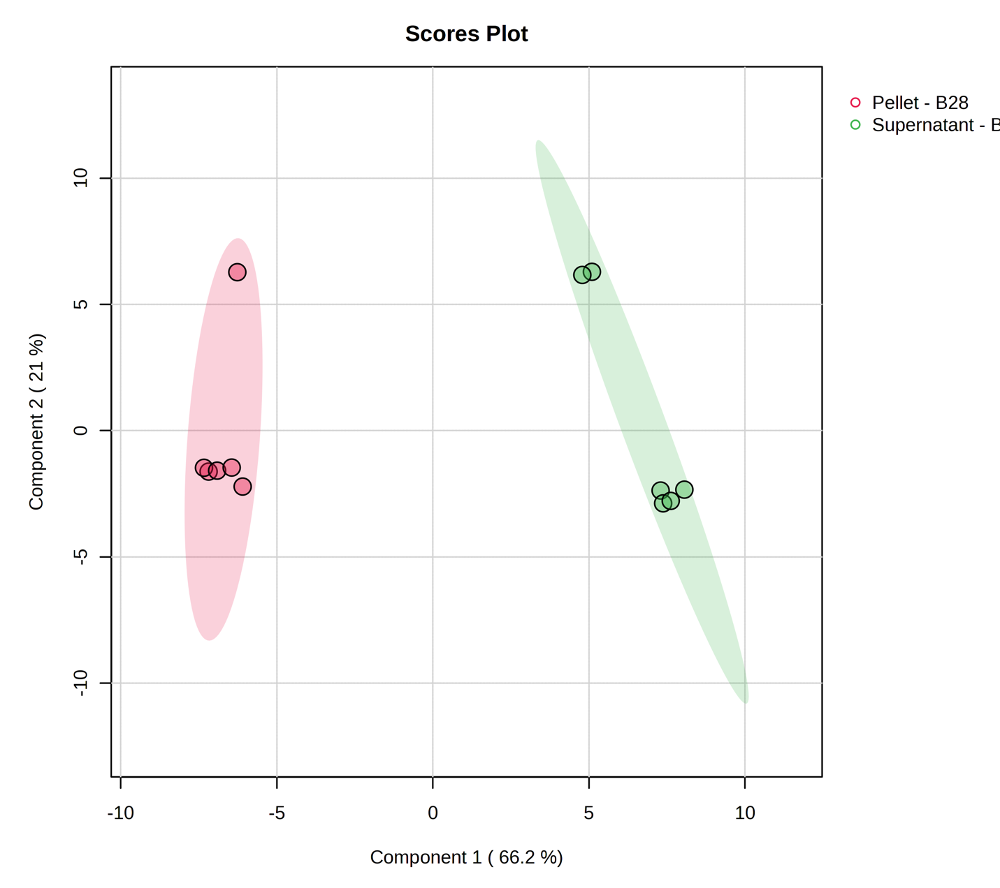 Scores Plot
Pellet - B28
Supernatant - B
10
5
0
-5
-10
Component 2 ( 21 %)
-10
-5
0
5
10
Component 1 ( 66.2 %)